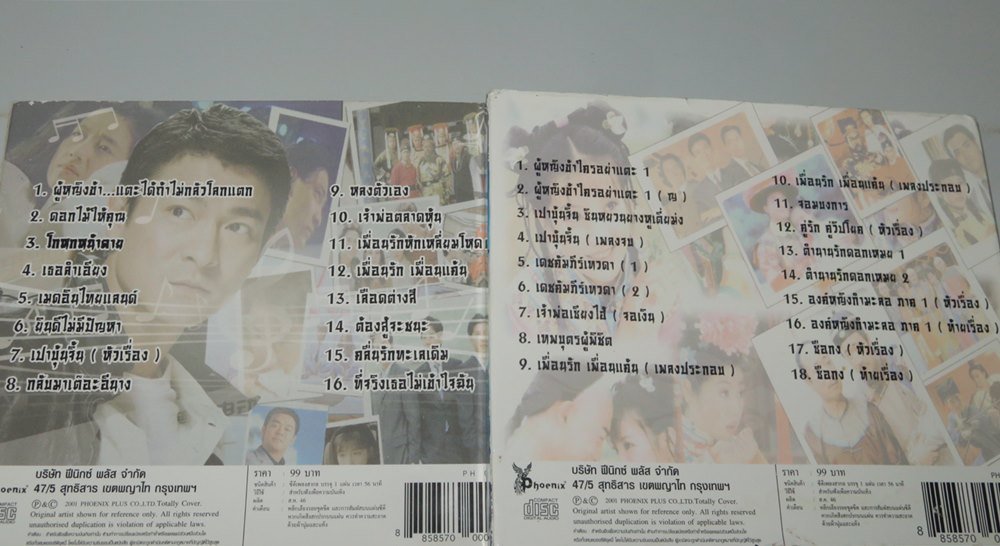 1. ผู้หญิงข้า...แตะได้ถ้าไม่กลัวโลกแตก
2. ดอกไม้ให้คุณ
3. โกหกหน้าตาย
4. เธอลำเอียง
5. เมดอินไทยแลนด์
6. ยินดีไม่มีปัญหา
7. เปาบุ้นจิ้น ( หัวเรื่อง )
8. กลับมาเถอะอีนาง
9. หลงตัวเอง
10. เจ้าพ่อตลาดหุ้น
11. เพื่อนรักหักเหลี่ยมโหด
12. เพื่อนรัก เพื่อนแค้น
13. เลือดต่างสี
14. ต้องสู้จะชนะ
15. คลื่นรักทะเลเดิม
16. ที่จริงเธอไม่เข้าใจฉัน
Phoenix
บริษัท ฟีนิกซ์ พลัส จำกัด
47/5 สุทธิสาร เขตพญาไท กรุงเทพฯ
COMPACT
disc
DIGITAL AUDIO
P & C 2001 PHOENIX PLUS CO.,LTD.Totally Cover.
Original artist shown for reference only. All rights reserved
unauthorised duplication is violation of applicable laws.
ราคา : 99 บาท
PH
8 858570 000
1. ผู้หญิงข้าใครอย่าแตะ 1
2. ผู้หญิงข้าใครอย่าแตะ 1 ( ญ )
3. เปาบุ้นจิ้น
4. เปาบุ้นจิ้น ( เพลงจบ )
5. เดชคัมภีร์เทวดา ( 1 )
6. เดชคัมภีร์เทวดา ( 2 )
7. เจ้าพ่อเซี่ยงไฮ้ ( จอเงิน )
8. เทพบุตรผู้พิชิต
9. เพื่อนรัก เพื่อนแค้น ( เพลงประกอบ )
10. เพื่อนรัก เพื่อนแค้น ( เพลงประกอบ )
11. จอมบงการ
12. คู่รัก คู่วิปโยค ( หัวเรื่อง )
13. ตำนานรักดอกเหมย 1
14. ตำนานรักดอกเหมย 2
15. องค์หญิงกำมะลอ ภาค 1 ( หัวเรื่อง )
16. องค์หญิงกำมะลอ ภาค 1 ( ท้ายเรื่อง )
17. ซือกง ( หัวเรื่อง )
18. ซือกง ( ท้ายเรื่อง )
Phoenix
บริษัท ฟีนิกซ์ พลัส จำกัด
47/5 สุทธิสาร เขตพญาไท กรุงเทพฯ
COMPACT
disc
DIGITAL AUDIO
P & C 2001 PHOENIX PLUS CO.,LTD.Totally Cover.
Original artist shown for reference only. All rights reserved
unauthorised duplication is violation of applicable laws.
ราคา : 99 บาท
PH
8 858570 000